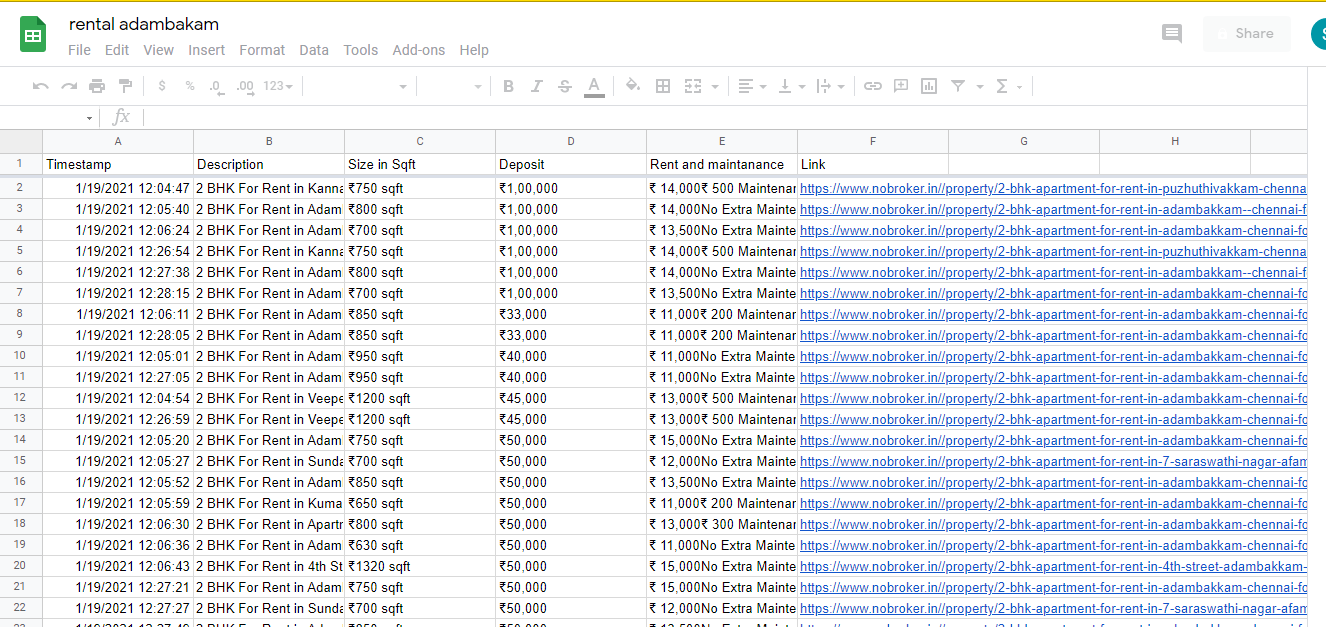 rental adambakam
File Edit View Insert Format Data Tools Add-ons Help
Share
$ % .0 .00 123 B I S A Σ
fx
A B C D E F G H
1 Timestamp Description Size in Sqft Deposit Rent and maintanance Link
2 1/19/2021 12:04:47 2 BHK For Rent in Kanna ₹750 sqft ₹1,00,000 ₹ 14,000₹ 500 Maintenan https://www.nobroker.in//property/2-bhk-apartment-for-rent-in-puzhuthivakkam-chenna
3 1/19/2021 12:05:40 2 BHK For Rent in Adam ₹800 sqft ₹1,00,000 ₹ 14,000No Extra Mainte https://www.nobroker.in//property/2-bhk-apartment-for-rent-in-adambakkam--chennai-f
4 1/19/2021 12:06:24 2 BHK For Rent in Adam ₹700 sqft ₹1,00,000 ₹ 13,500No Extra Mainte https://www.nobroker.in//property/2-bhk-apartment-for-rent-in-adambakkam-chennai-fo
5 1/19/2021 12:26:54 2 BHK For Rent in Kanna ₹750 sqft ₹1,00,000 ₹ 14,000₹ 500 Maintenan https://www.nobroker.in//property/2-bhk-apartment-for-rent-in-puzhuthivakkam-chenna
6 1/19/2021 12:27:38 2 BHK For Rent in Adam ₹800 sqft ₹1,00,000 ₹ 14,000No Extra Mainte https://www.nobroker.in//property/2-bhk-apartment-for-rent-in-adambakkam--chennai-f
7 1/19/2021 12:28:15 2 BHK For Rent in Adam ₹700 sqft ₹1,00,000 ₹ 13,500No Extra Mainte https://www.nobroker.in//property/2-bhk-apartment-for-rent-in-adambakkam-chennai-fo
8 1/19/2021 12:06:11 2 BHK For Rent in Adam ₹850 sqft ₹33,000 ₹ 11,000₹ 200 Maintenan https://www.nobroker.in//property/2-bhk-apartment-for-rent-in-adambakkam-chennai-fo
9 1/19/2021 12:28:05 2 BHK For Rent in Adam ₹850 sqft ₹33,000 ₹ 11,000₹ 200 Maintenan https://www.nobroker.in//property/2-bhk-apartment-for-rent-in-adambakkam-chennai-fo
10 1/19/2021 12:05:01 2 BHK For Rent in Adam ₹950 sqft ₹40,000 ₹ 11,000No Extra Mainte https://www.nobroker.in//property/2-bhk-apartment-for-rent-in-adambakkam-chennai-fo
11 1/19/2021 12:27:05 2 BHK For Rent in Adam ₹950 sqft ₹40,000 ₹ 11,000No Extra Mainte https://www.nobroker.in//property/2-bhk-apartment-for-rent-in-adambakkam-chennai-fo
12 1/19/2021 12:04:54 2 BHK For Rent in Veepe ₹1200 sqft ₹45,000 ₹ 13,000₹ 500 Maintenan https://www.nobroker.in//property/2-bhk-apartment-for-rent-in-adambakkam-chennai-fo
13 1/19/2021 12:26:59 2 BHK For Rent in Veepe ₹1200 sqft ₹45,000 ₹ 13,000₹ 500 Maintenan https://www.nobroker.in//property/2-bhk-apartment-for-rent-in-adambakkam-chennai-fo
14 1/19/2021 12:05:20 2 BHK For Rent in Adam ₹750 sqft ₹50,000 ₹ 15,000No Extra Mainte https://www.nobroker.in//property/2-bhk-apartment-for-rent-in-adambakkam-chennai-fo
15 1/19/2021 12:05:27 2 BHK For Rent in Sunda ₹700 sqft ₹50,000 ₹ 12,000No Extra Mainte https://www.nobroker.in//property/2-bhk-apartment-for-rent-in-7-saraswathi-nagar-afam
16 1/19/2021 12:05:52 2 BHK For Rent in Adam ₹850 sqft ₹50,000 ₹ 13,500No Extra Mainte https://www.nobroker.in//property/2-bhk-apartment-for-rent-in-adambakkam-chennai-fo
17 1/19/2021 12:05:59 2 BHK For Rent in Kuma ₹650 sqft ₹50,000 ₹ 11,000₹ 200 Maintenan https://www.nobroker.in//property/2-bhk-apartment-for-rent-in-adambakkam-chennai-fo
18 1/19/2021 12:06:30 2 BHK For Rent in Apartn ₹800 sqft ₹50,000 ₹ 13,000₹ 300 Maintenan https://www.nobroker.in//property/2-bhk-apartment-for-rent-in-adambakkam-chennai-fo
19 1/19/2021 12:06:36 2 BHK For Rent in Adam ₹630 sqft ₹50,000 ₹ 11,000No Extra Mainte https://www.nobroker.in//property/2-bhk-apartment-for-rent-in-adambakkam-chennai-fo
20 1/19/2021 12:06:43 2 BHK For Rent in 4th St ₹1320 sqft ₹50,000 ₹ 15,000No Extra Mainte https://www.nobroker.in//property/2-bhk-apartment-for-rent-in-4th-street-adambakkam-
21 1/19/2021 12:27:21 2 BHK For Rent in Adam ₹750 sqft ₹50,000 ₹ 15,000No Extra Mainte https://www.nobroker.in//property/2-bhk-apartment-for-rent-in-adambakkam-chennai-fo
22 1/19/2021 12:27:27 2 BHK For Rent in Sunda ₹700 sqft ₹50,000 ₹ 12,000No Extra Mainte https://www.nobroker.in//property/2-bhk-apartment-for-rent-in-7-saraswathi-nagar-afam